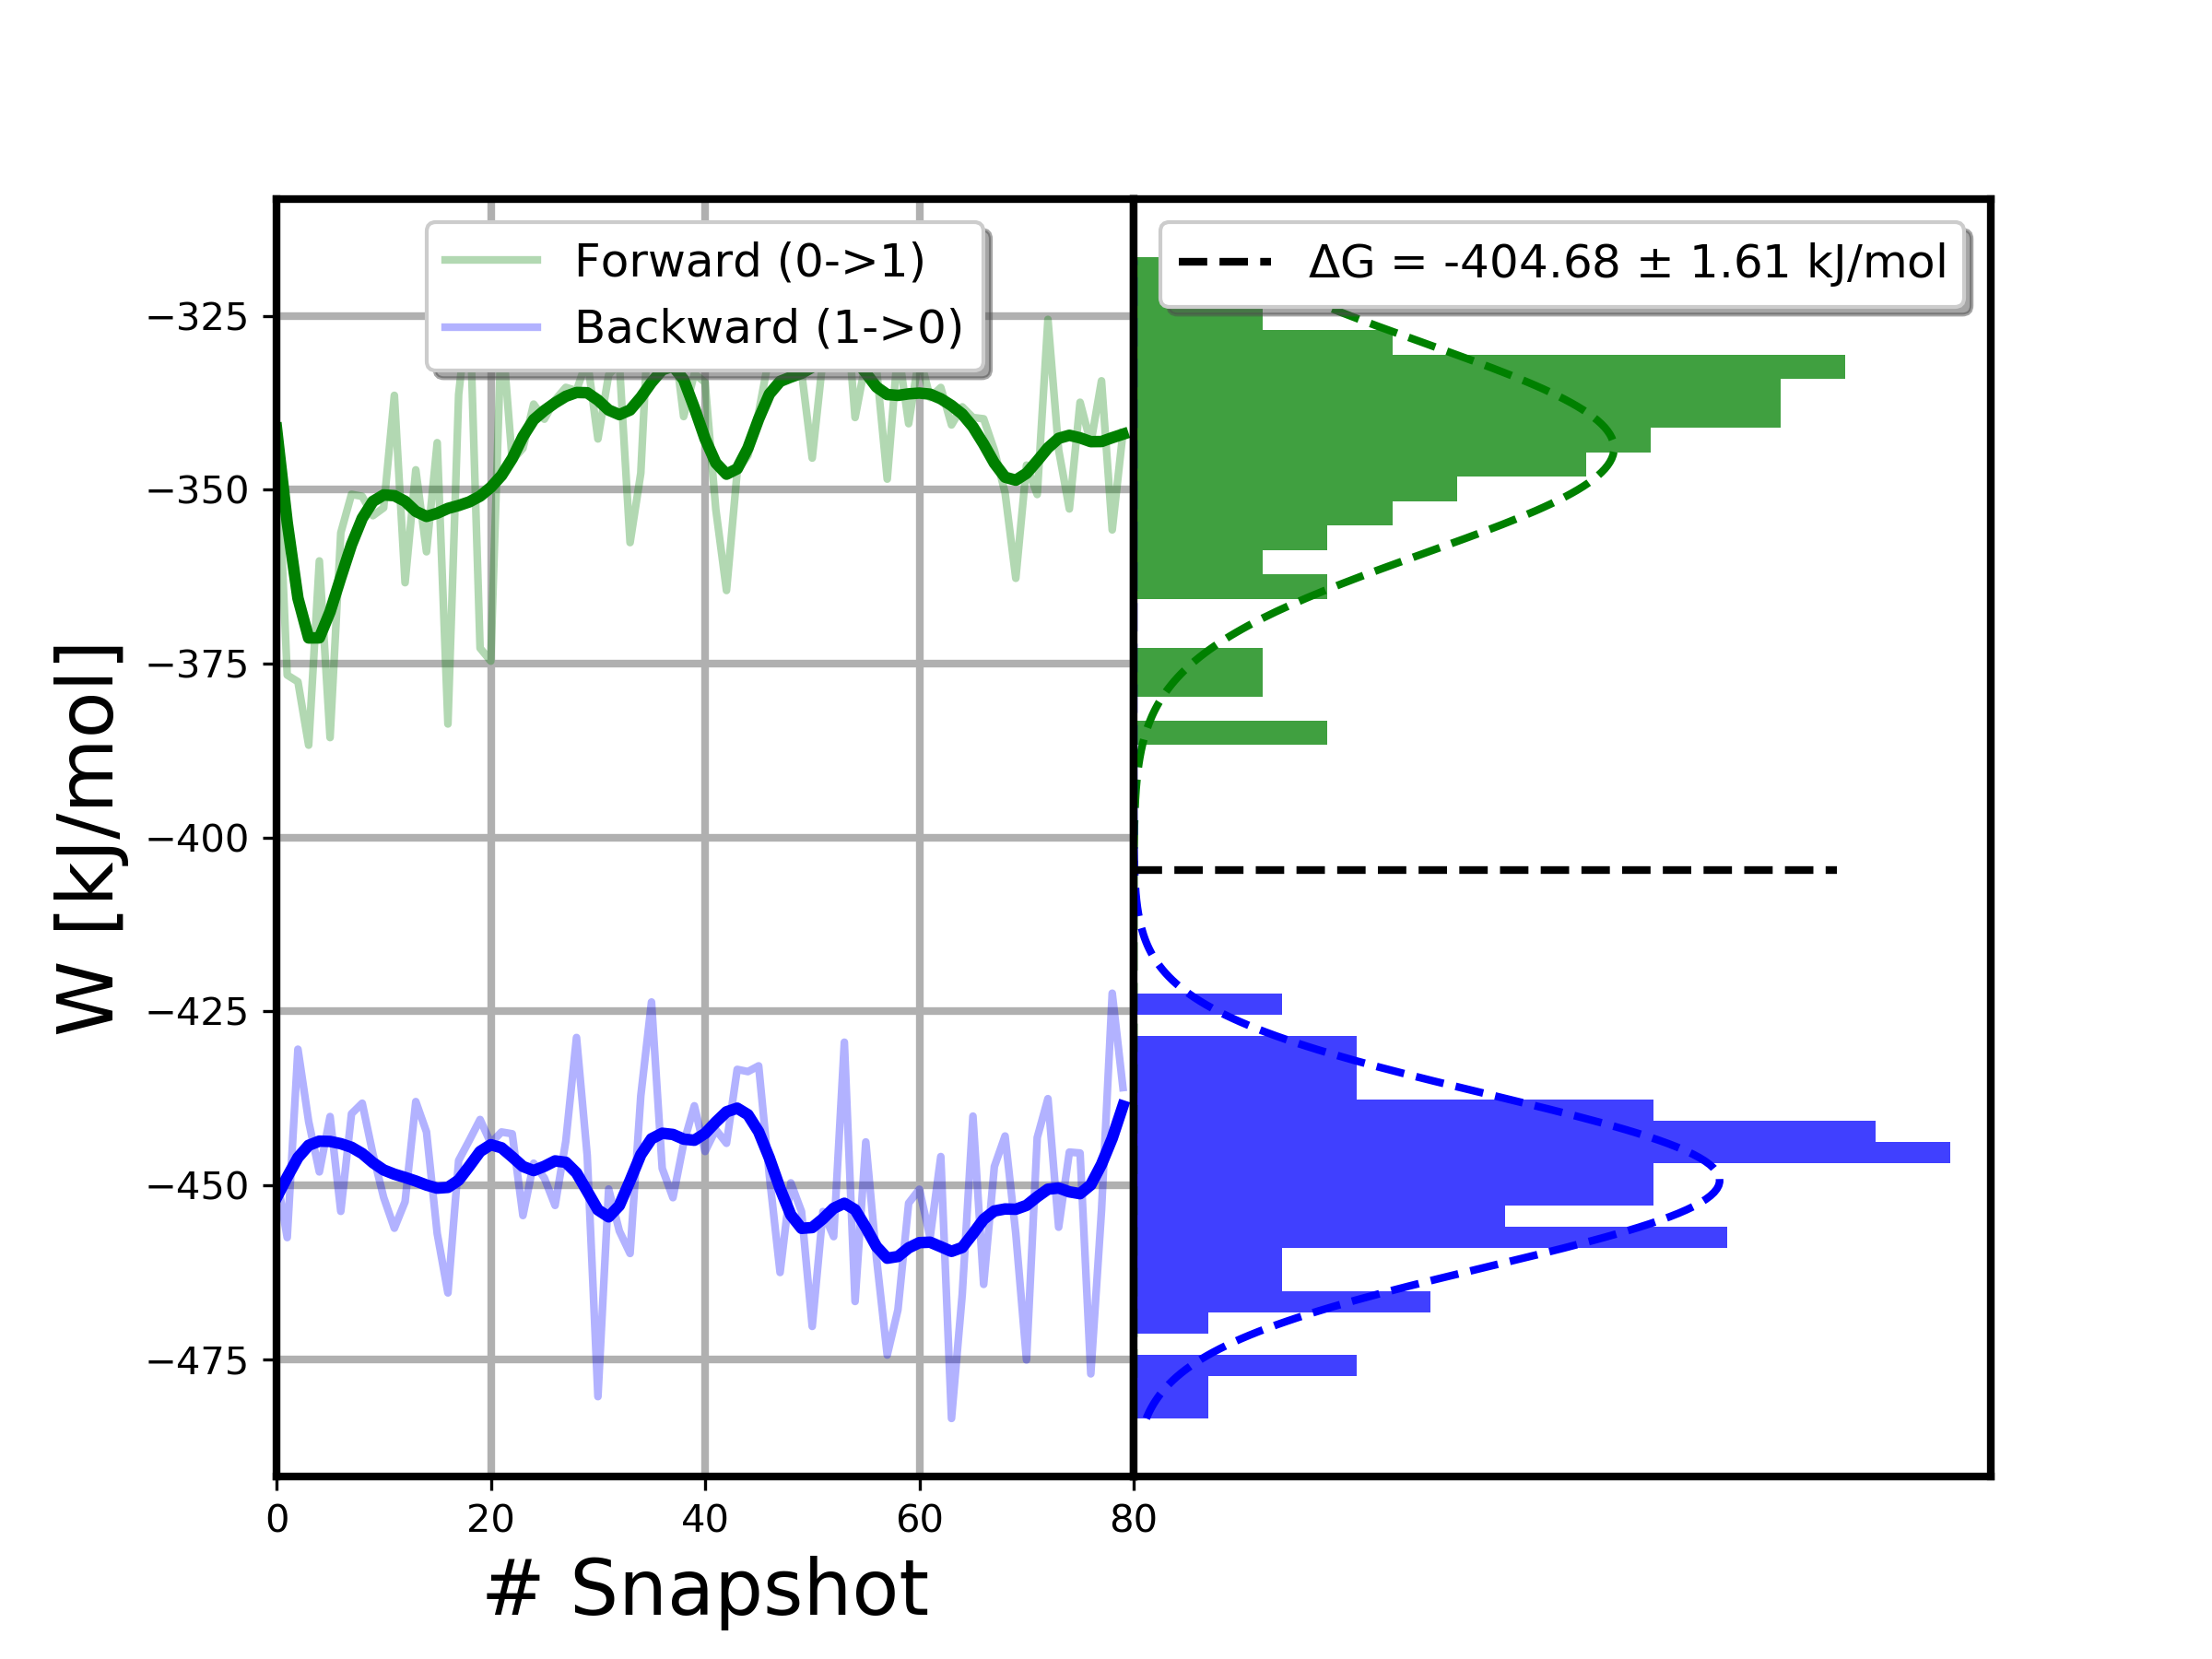 Forward (0->1)
Backward (1->0)
ΔG = -404.68 ± 1.61 kJ/mol
W [kJ/mol]
−325
−350
−375
−400
−425
−450
−475
0 20 40 60 80
# Snapshot